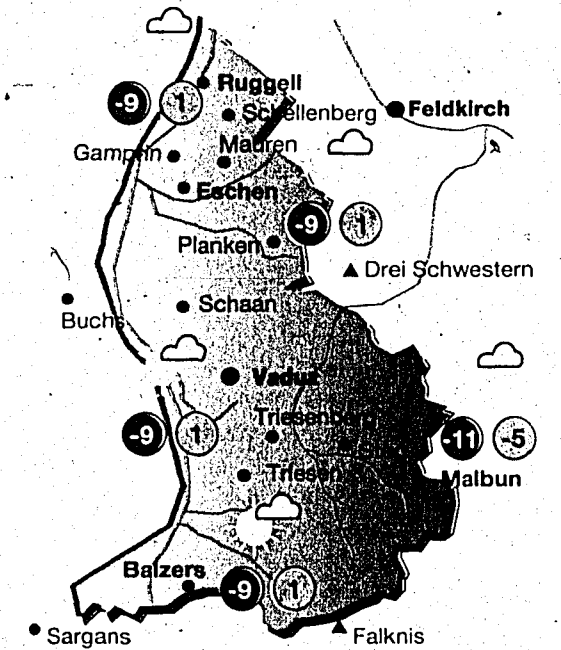 Ruggell
-9 1
Schellenberg
Feldkirch
Mauren
Gamprin
Eschen
-9 1
Planken
Drei Schwestern
Schaan
Buchs
Vaduz
Triesenberg
-9 1
-11 -5
Triesen
Malbun
Balzers
-9 1
Sargans
Falknis